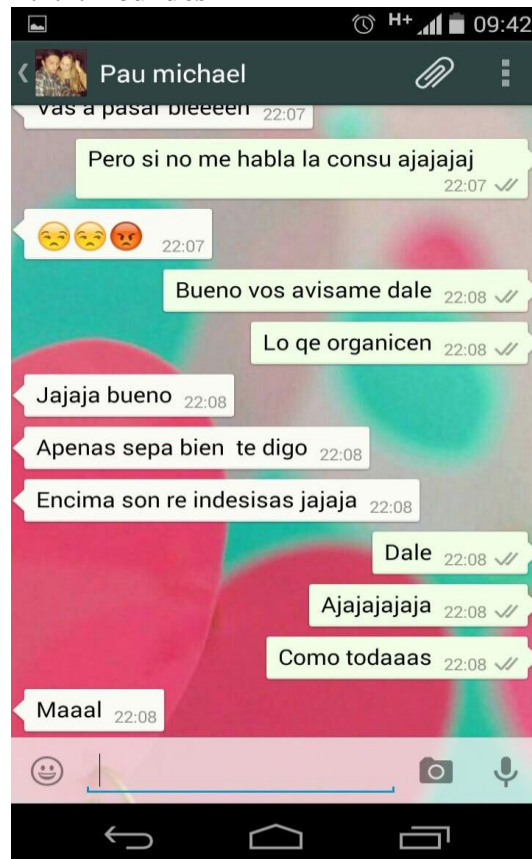 H+ 09:42
Pau michael
Vas a pasar bieeeen 22:07
Pero si no me habla la consu ajajajaj
22:07
22:07
Bueno vos avisame dale 22:08
Lo qe organicen 22:08
Jajaja bueno 22:08
Apenas sepa bien te digo 22:08
Encima son re indesisas jajaja 22:08
Dale 22:08
Ajajajajaja 22:08
Como todaaas 22:08
Maaal 22:08